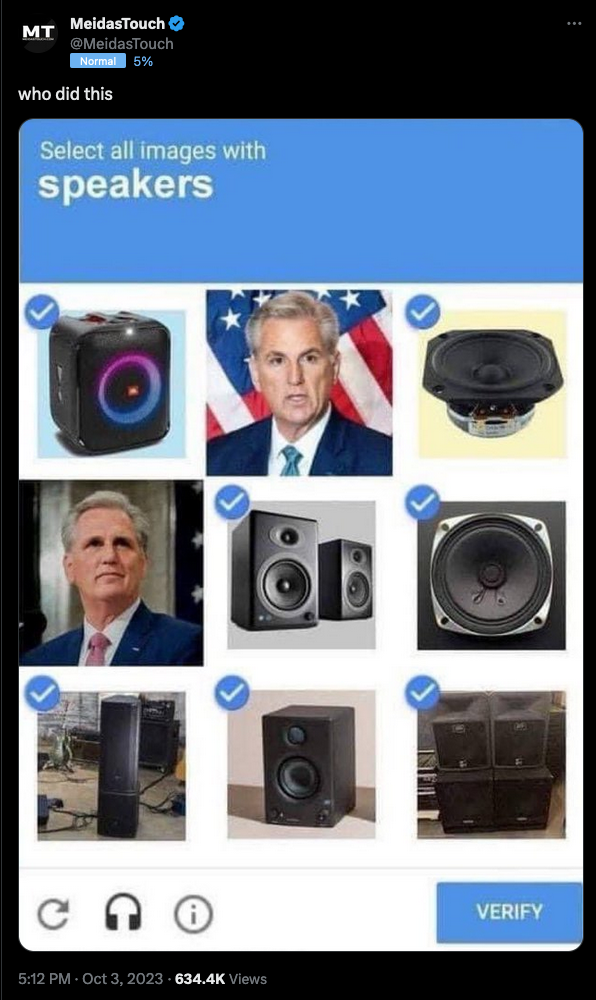 MT
MeidasTouch
@MeidasTouch
Normal 5%
who did this
Select all images with
speakers
VERIFY
5:12 PM · Oct 3, 2023 · 634.4K Views